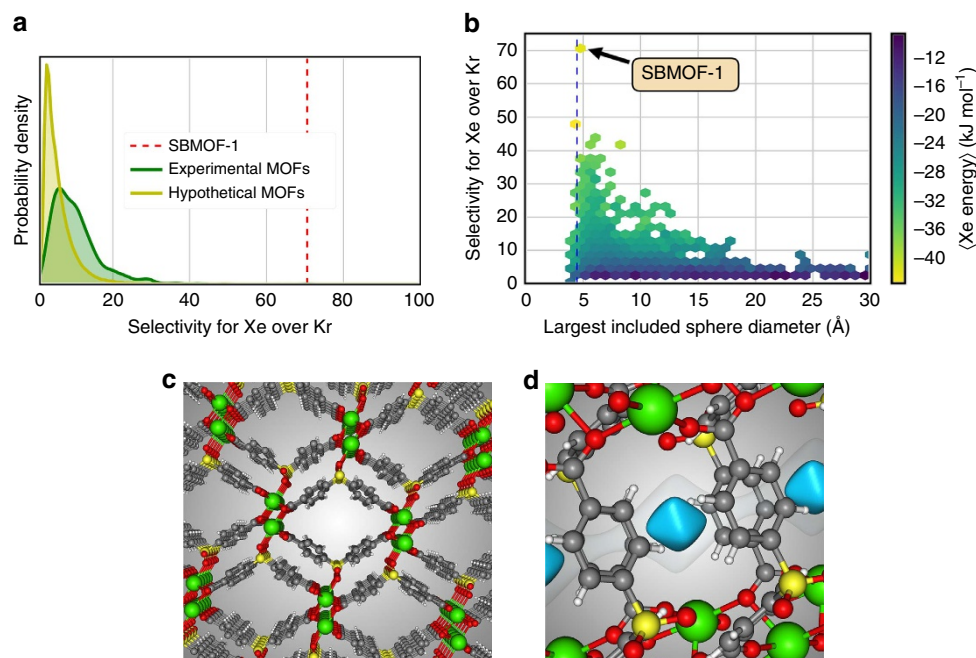 a
Probability density
SBMOF-1
Experimental MOFs
Hypothetical MOFs
0 20 40 60 80 100
Selectivity for Xe over Kr
b
Selectivity for Xe over Kr
70
60
50
40
30
20
10
0
SBMOF-1
0 5 10 15 20 25 30
Largest included sphere diameter (Å)
−12
−16
−20
−24
−28
−32
−36
−40
⟨Xe energy⟩ (kJ mol⁻¹)
c
d